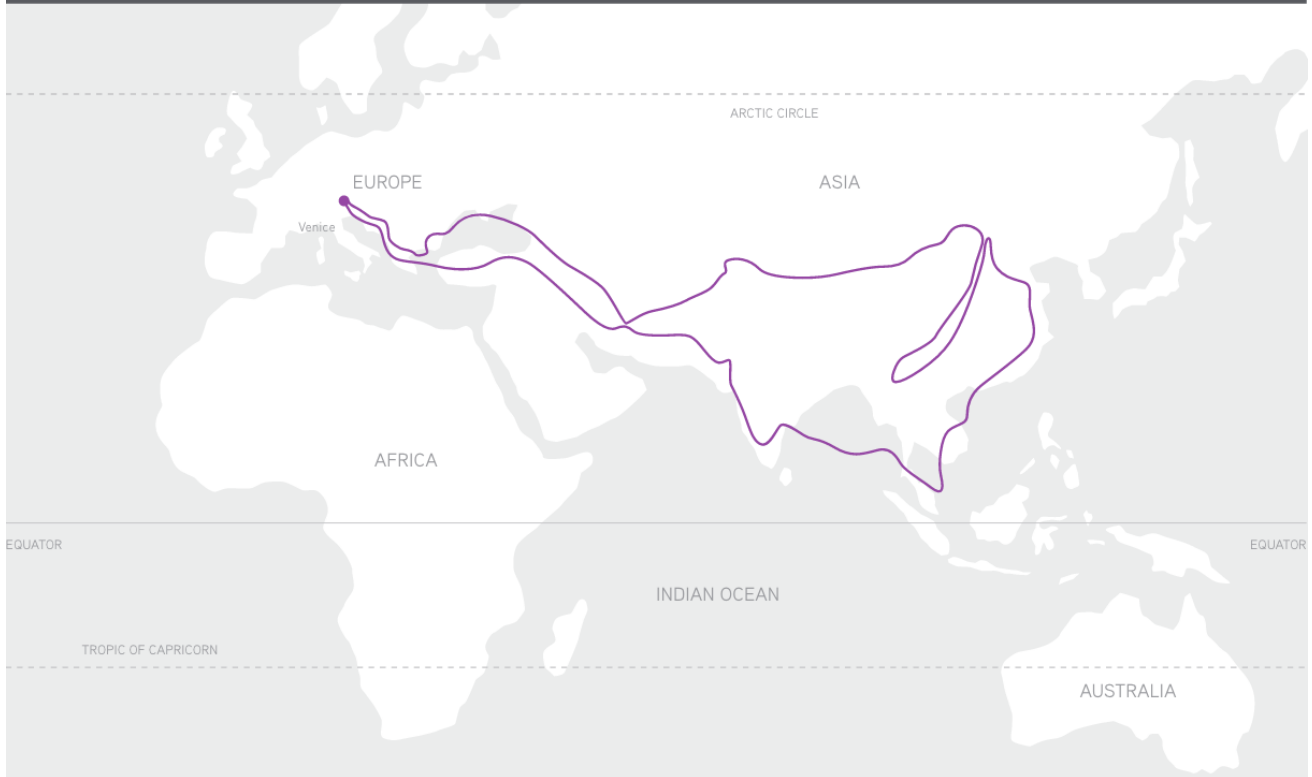 ARCTIC CIRCLE
EUROPE
ASIA
Venice
AFRICA
EQUATOR
EQUATOR
INDIAN OCEAN
TROPIC OF CAPRICORN
AUSTRALIA